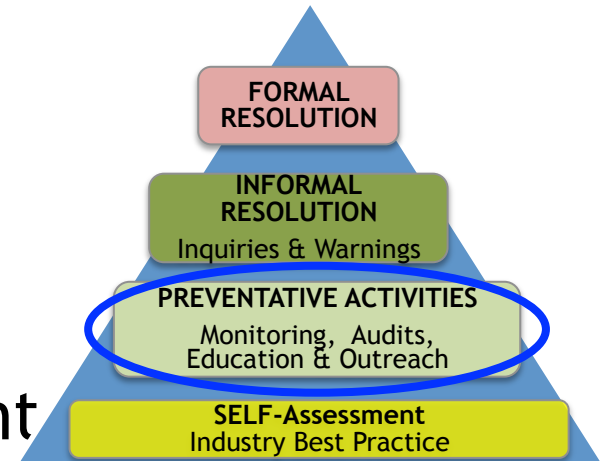 FORMAL
RESOLUTION
INFORMAL
RESOLUTION
Inquiries & Warnings
PREVENTATIVE ACTIVITIES
Monitoring, Audits,
Education & Outreach
nt
SELF-Assessment
Industry Best Practice